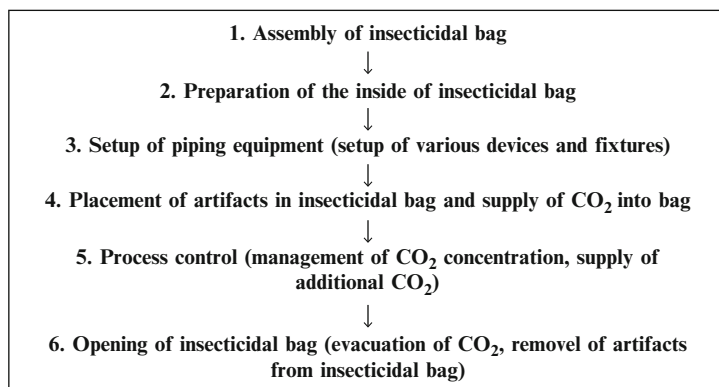 1. Assembly of insecticidal bag
↓
2. Preparation of the inside of insecticidal bag
↓
3. Setup of piping equipment (setup of various devices and fixtures)
↓
4. Placement of artifacts in insecticidal bag and supply of CO₂ into bag
↓
5. Process control (management of CO₂ concentration, supply of
additional CO₂)
↓
6. Opening of insecticidal bag (evacuation of CO₂, removel of artifacts
from insecticidal bag)